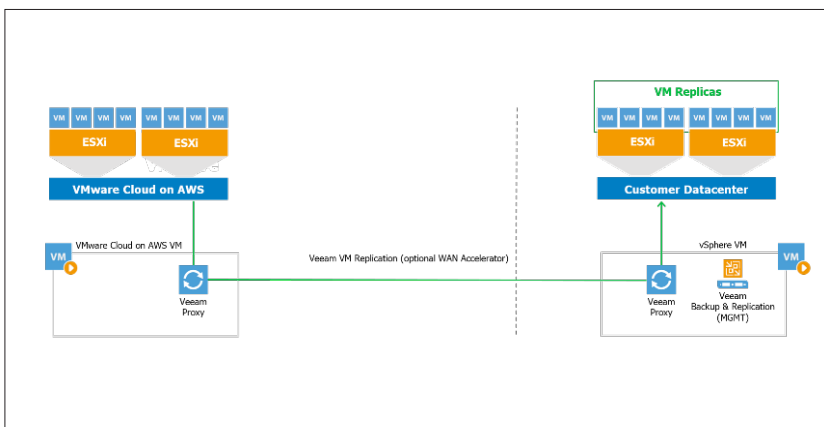 VM Replicas
VM VM VM VM VM VM VM VM
VM VM VM VM VM VM VM VM
ESXi ESXi
ESXi ESXi
VMware Cloud on AWS
Customer Datacenter
VMware Cloud on AWS VM
vSphere VM
VM
VM
Veeam VM Replication (optional WAN Accelerator)
Veeam
Proxy
Veeam
Proxy
Veeam
Backup & Replication
(MGMT)